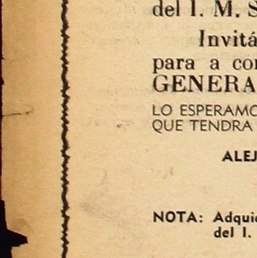 del I. M. S
Invitá
para a co
GENERA
LO ESPERAMO
QUE TENDRA
ALEJ
NOTA: Adqui
del I.